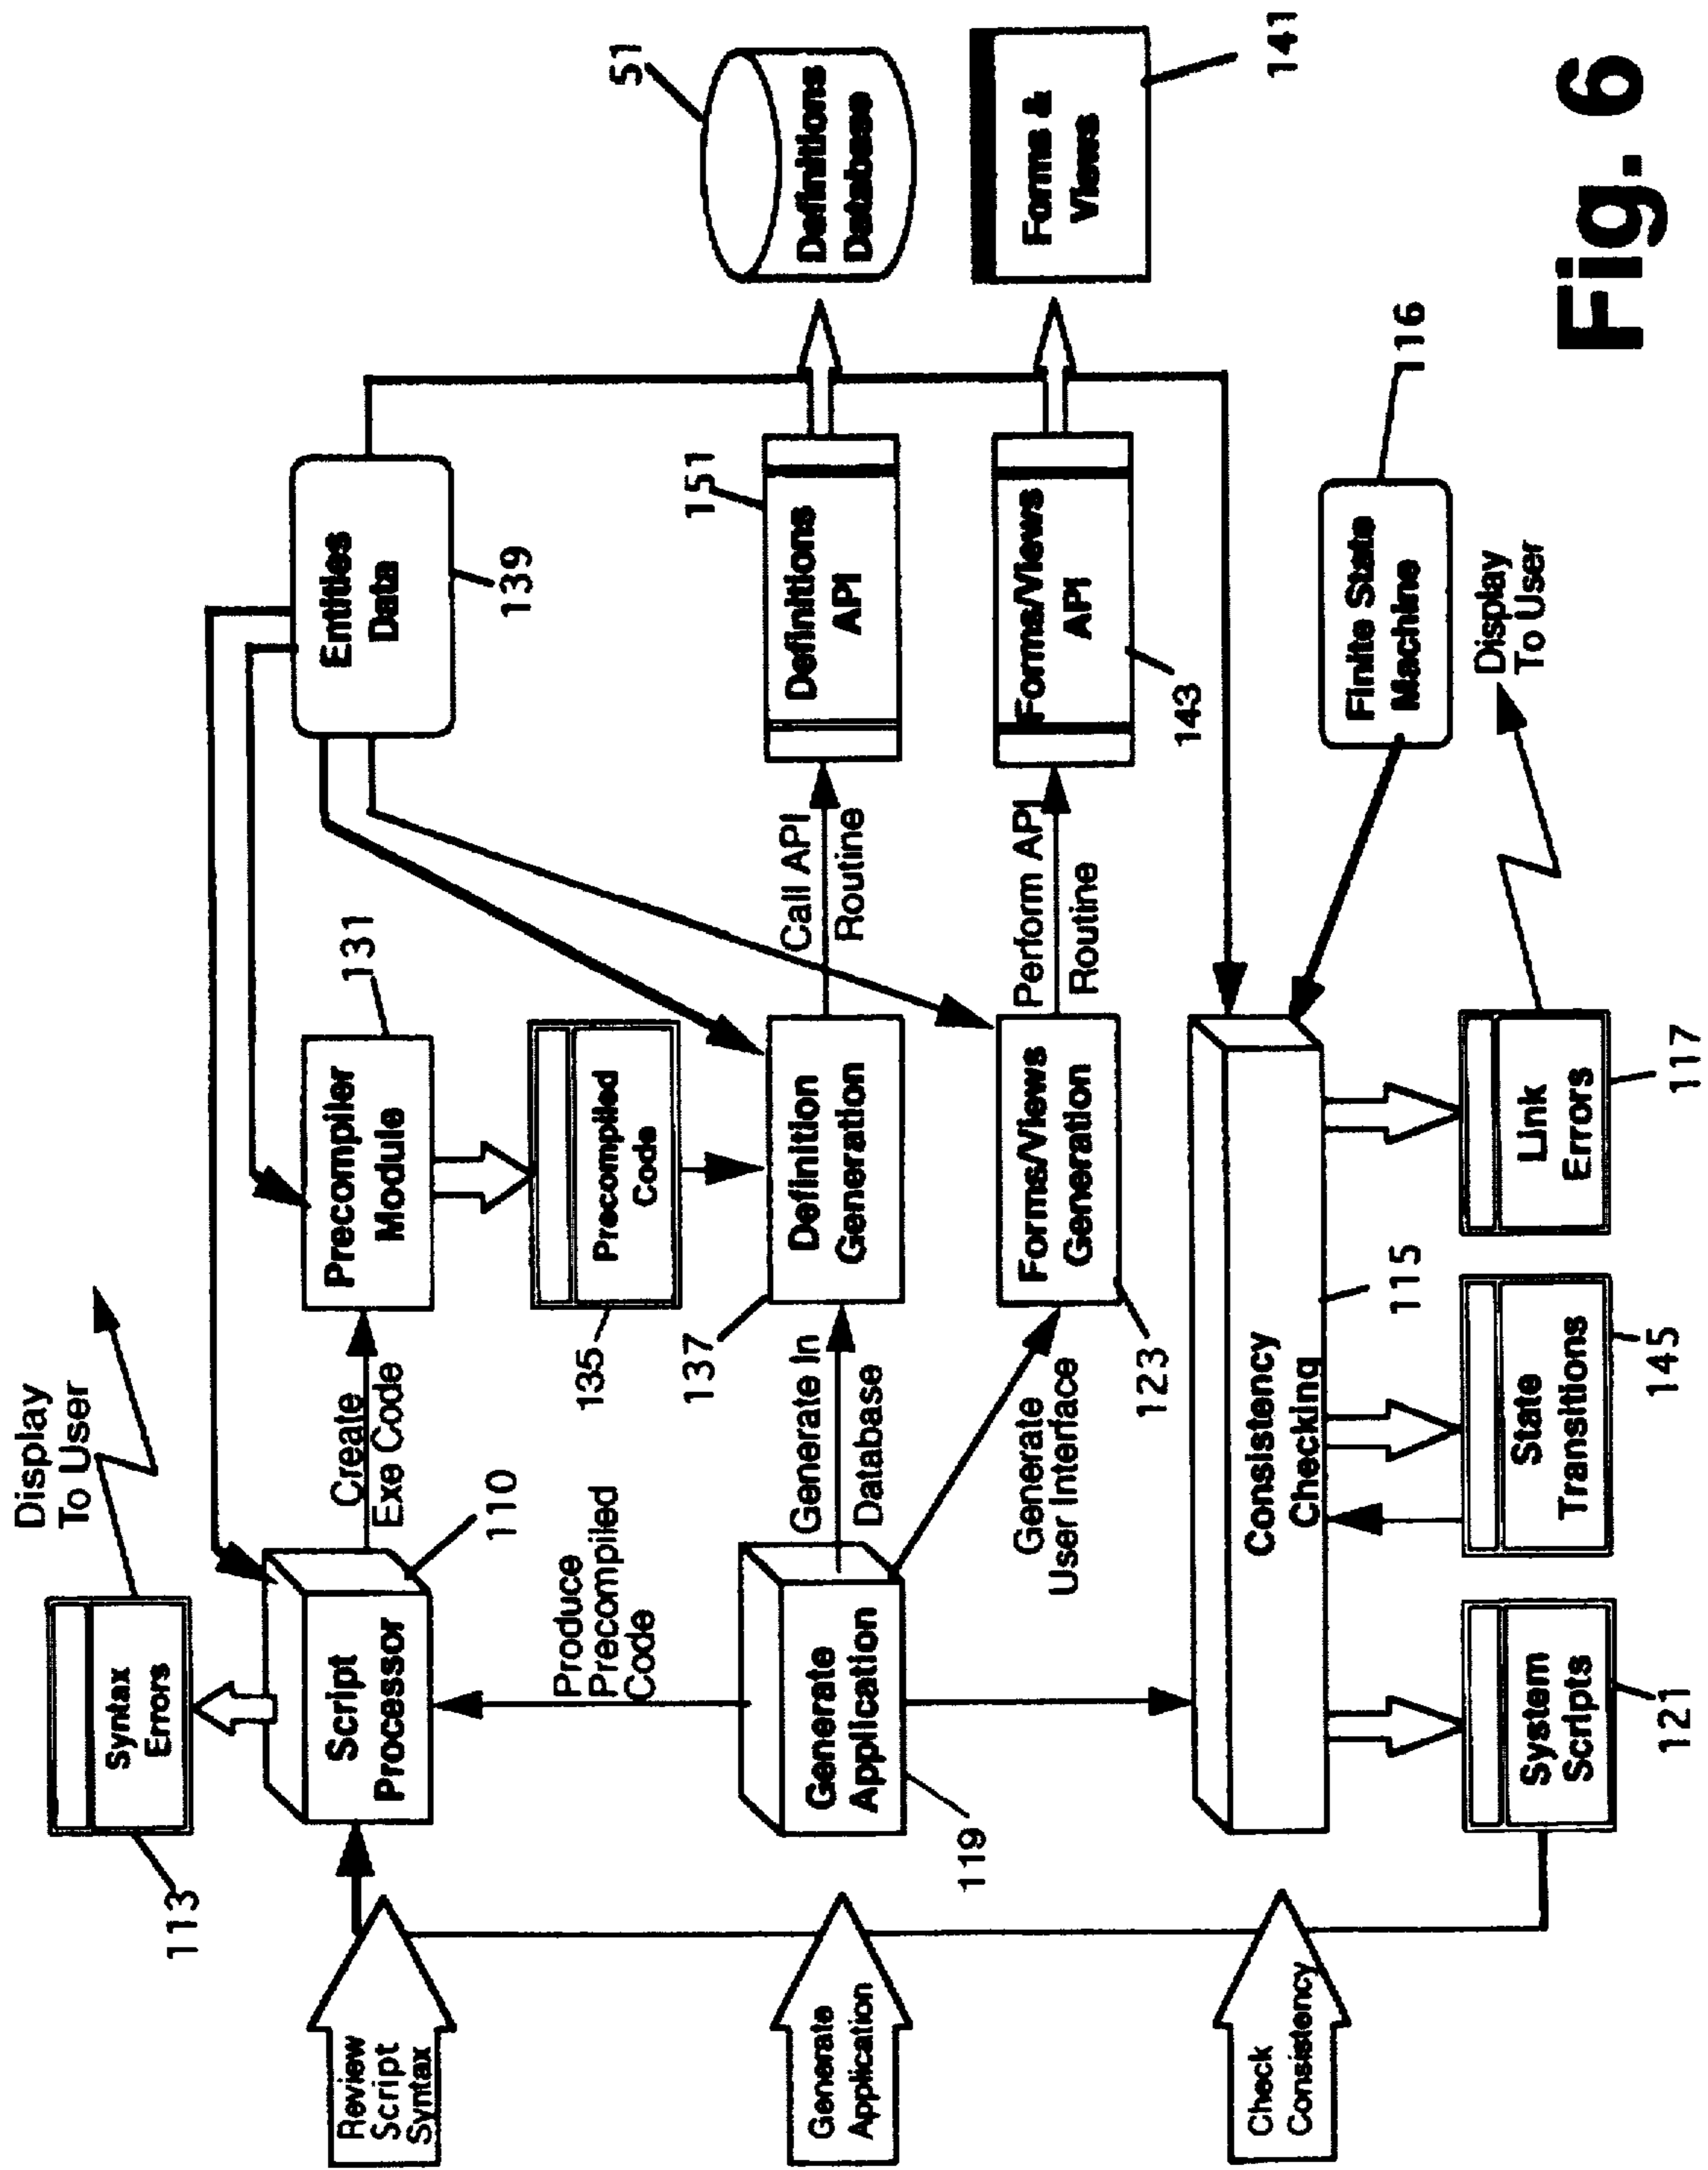 Display
To User
113
Syntax
Errors
Review
Script
Syntax
Script
Processor
110
Create
Exe Code
Precompiler
Module
131
Entities
Data
139
Produce
Precompiled
Code
135
Precompiled
Code
51
Definitions
Database
Generate
Application
Generate
Application
119
Generate In
Database
137
Definition
Generation
Call API
Routine
151
Definitions
API
Generate
User Interface
123
Forms/Views
Generation
Perform API
Routine
Forms/Views
API
143
Forms &
Views
141
Check
Consistency
Consistency
Checking
115
Finite State
Machine
116
System
Scripts
121
State
Transitions
145
Link
Errors
117
Display
To User
Fig. 6